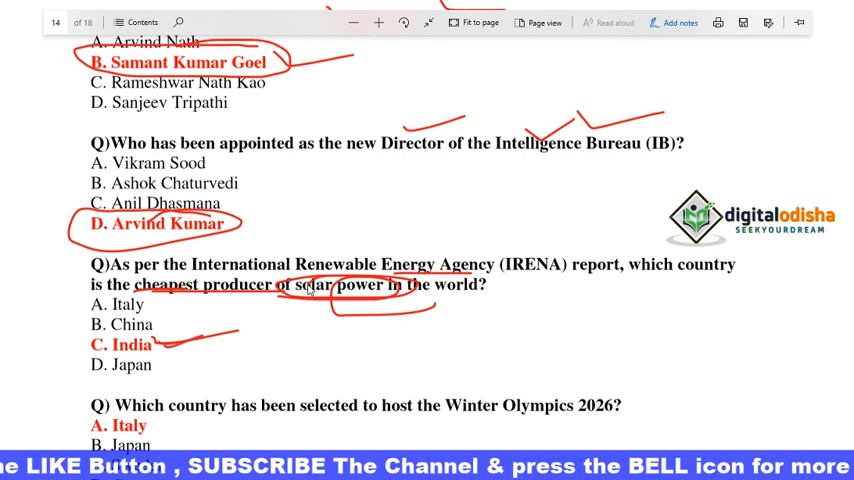 14 of 18
Contents
Fit to page
Page view
Read aloud
Add notes
A. Arvind Nath
B. Samant Kumar Goel
C. Rameshwar Nath Kao
D. Sanjeev Tripathi
Q)Who has been appointed as the new Director of the Intelligence Bureau (IB)?
A. Vikram Sood
B. Ashok Chaturvedi
C. Anil Dhasmana
D. Arvind Kumar
digitalodisha
SEEKYOURDREAM
Q)As per the International Renewable Energy Agency (IRENA) report, which country
is the cheapest producer of solar power in the world?
A. Italy
B. China
C. India
D. Japan
Q) Which country has been selected to host the Winter Olympics 2026?
A. Italy
B. Japan
he LIKE Button , SUBSCRIBE The Channel & press the BELL icon for more